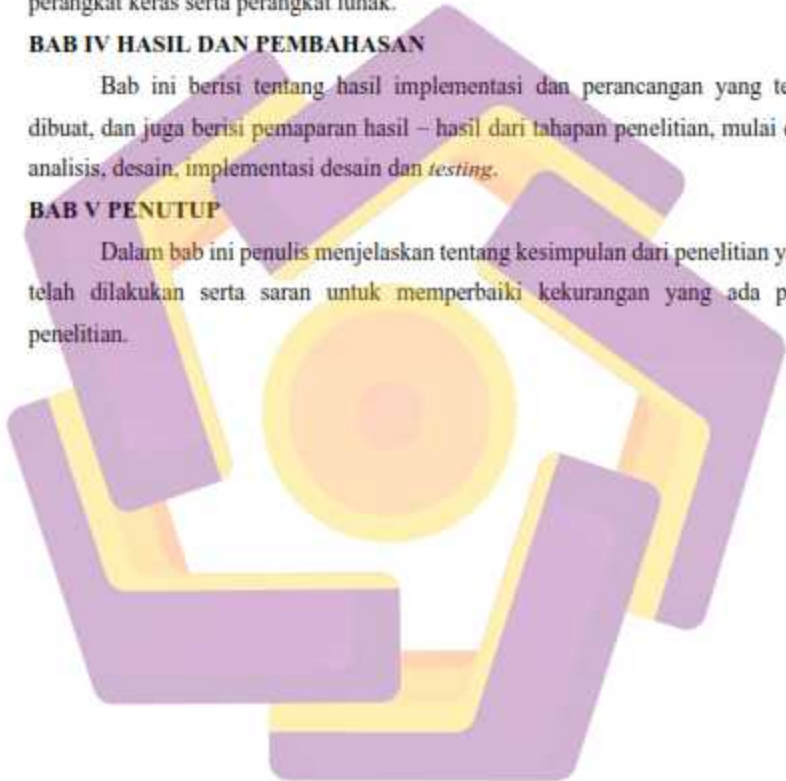 perangkat keras serta perangkat lunak.
BAB IV HASIL DAN PEMBAHASAN
Bab ini berisi tentang hasil implementasi dan perancangan yang
dibuat, dan juga berisi pemaparan hasil – hasil dari tahapan penelitian, mulai
analisis, desain, implementasi desain dan testing.
BAB V PENUTUP
Dalam bab ini penulis menjelaskan tentang kesimpulan dari penelitian
telah dilakukan serta saran untuk memperbaiki kekurangan yang ada
penelitian.